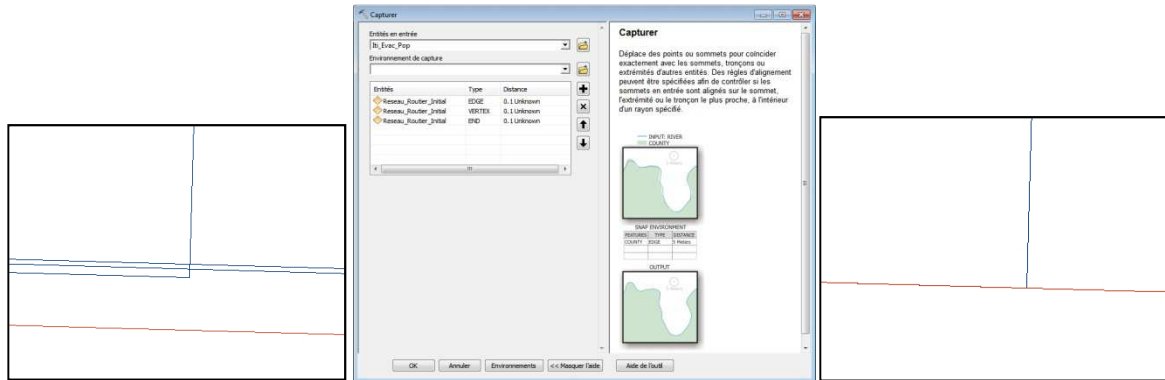 Capturer
Entités en entrée
Iti_Evac_Pop
Environnement de capture
Entités Type Distance
Reseau_Routier_Initial EDGE 0.1 Unknown
Reseau_Routier_Initial VERTEX 0.1 Unknown
Reseau_Routier_Initial END 0.1 Unknown
OK Annuler Environnements << Masquer l'aide
Capturer
Déplace des points ou sommets pour coïncider
exactement avec les sommets, tronçons ou
extrémités d'autres entités. Des règles d'alignement
peuvent être spécifiées afin de contrôler si les
sommets en entrée sont alignés sur le sommet,
l'extrémité ou le tronçon le plus proche, à l'intérieur
d'un rayon spécifié.
INPUT: RIVER
COUNTY
SNAP ENVIRONMENT
FEATURES TYPE DISTANCE
COUNTY EDGE 5 Meters
OUTPUT
Aide de l'outil